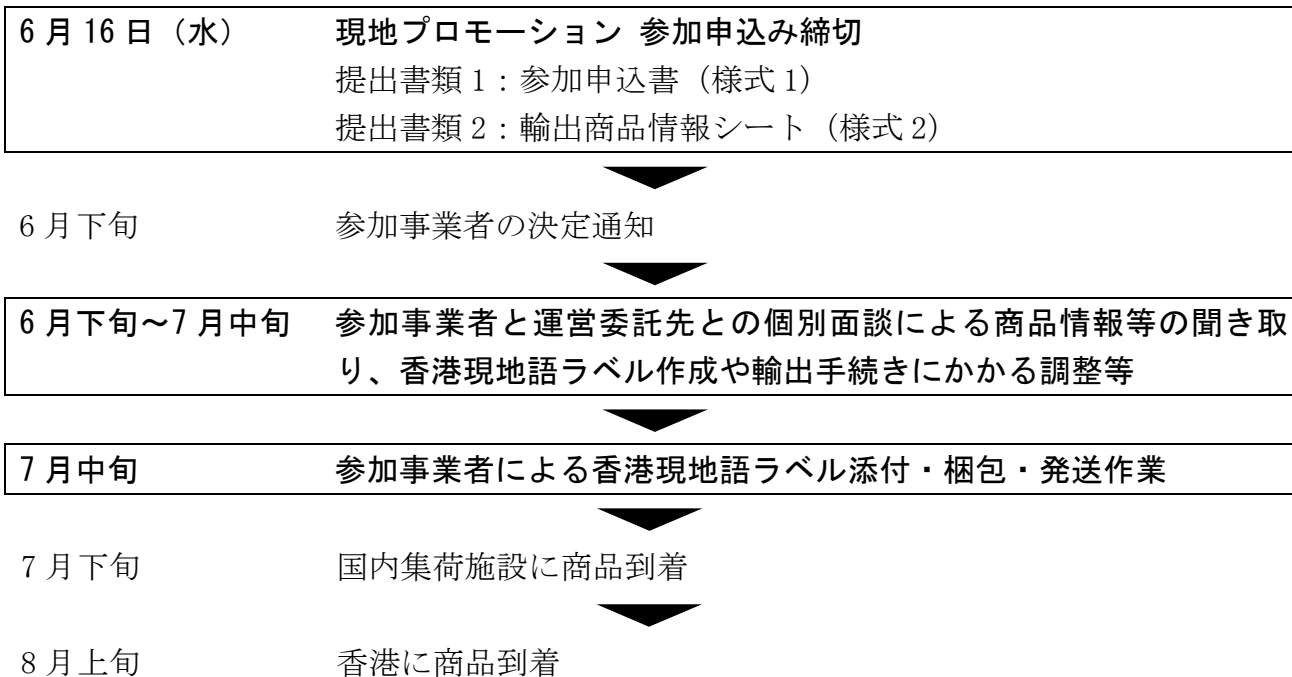 6月16日（水） 現地プロモーション 参加申込み締切
提出書類1：参加申込書（様式1）
提出書類2：輸出商品情報シート（様式2）
6月下旬 参加事業者の決定通知
6月下旬～7月中旬 参加事業者と運営委託先との個別面談による商品情報等の聞き取
り、香港現地語ラベル作成や輸出手続きにかかる調整等
7月中旬 参加事業者による香港現地語ラベル添付・梱包・発送作業
7月下旬 国内集荷施設に商品到着
8月上旬 香港に商品到着